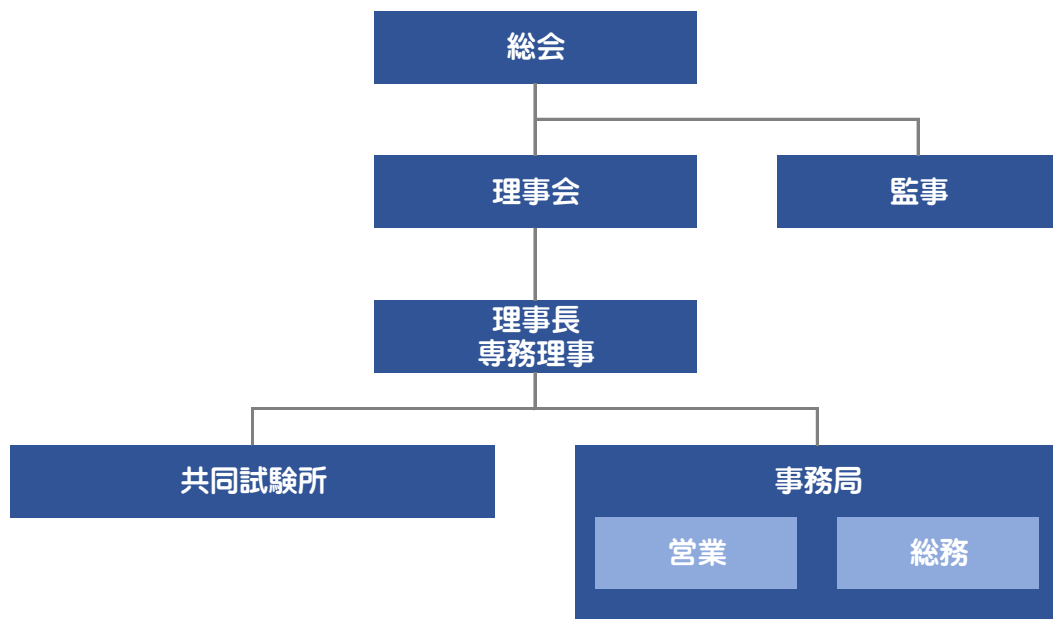 総会
理事会
監事
理事長
専務理事
共同試験所
事務局
営業
総務